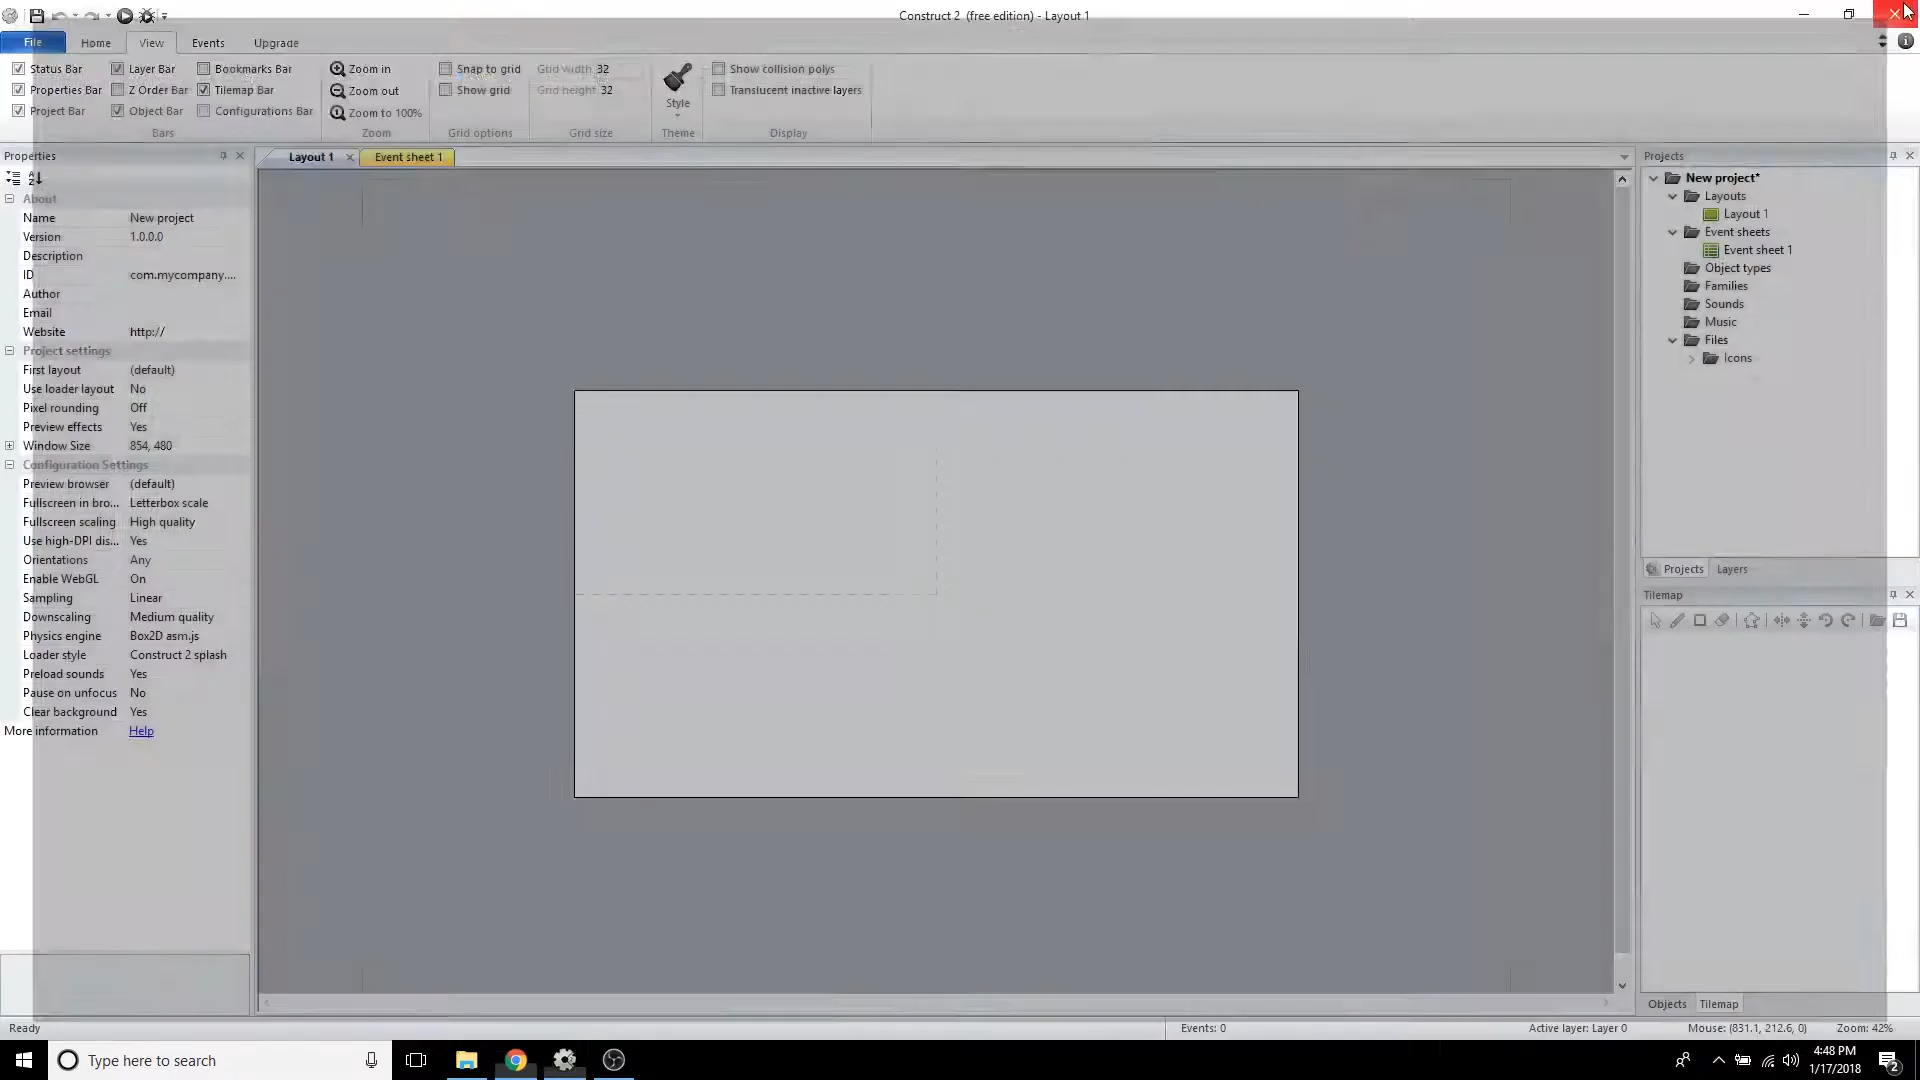 Construct 2 (free edition) - Layout 1
File Home View Events Upgrade
Status Bar Layer Bar Bookmarks Bar Zoom in Snap to grid Grid width 32 Show collision polys
Properties Bar Z Order Bar Tilemap Bar Zoom out Show grid Grid height 32 Style Translucent inactive layers
Project Bar Object Bar Configurations Bar Zoom to 100%
Bars Zoom Grid options Grid size Theme Display
Properties
Layout 1 Event sheet 1
About
Name New project
Version 1.0.0.0
Description
ID com.mycompany....
Author
Email
Website http://
Project settings
First layout (default)
Use loader layout No
Pixel rounding Off
Preview effects Yes
Window Size 854, 480
Configuration Settings
Preview browser (default)
Fullscreen in bro... Letterbox scale
Fullscreen scaling High quality
Use high-DPI dis... Yes
Orientations Any
Enable WebGL On
Sampling Linear
Downscaling Medium quality
Physics engine Box2D asm.js
Loader style Construct 2 splash
Preload sounds Yes
Pause on unfocus No
Clear background Yes
More information Help
Projects
New project*
Layouts
Layout 1
Event sheets
Event sheet 1
Object types
Families
Sounds
Music
Files
Icons
Projects Layers
Tilemap
Objects Tilemap
Ready Events: 0 Active layer: Layer 0 Mouse: (831.1, 212.6, 0) Zoom: 42%
Type here to search
4:48 PM
1/17/2018
2